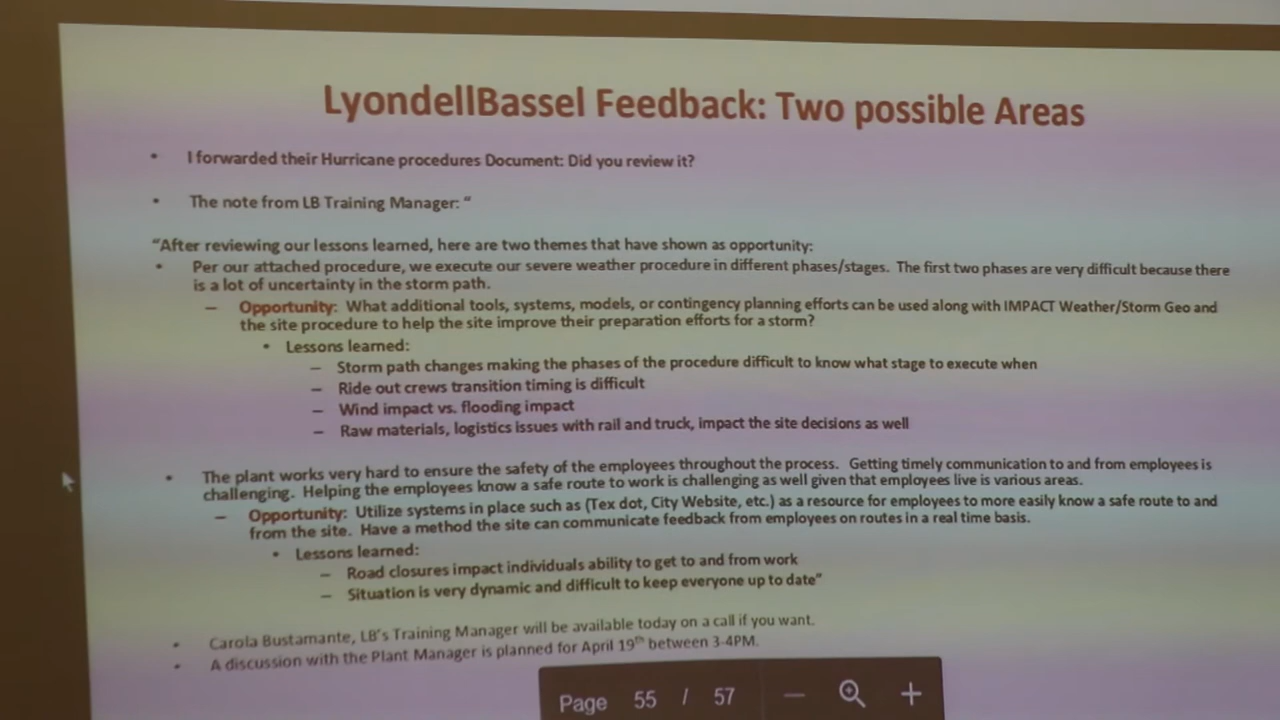 LyondellBassel Feedback: Two possible Areas
• I forwarded their Hurricane procedures Document: Did you review it?
• The note from LB Training Manager: “
“After reviewing our lessons learned, here are two themes that have shown as opportunity:
• Per our attached procedure, we execute our severe weather procedure in different phases/stages. The first two phases are very difficult because there
is a lot of uncertainty in the storm path.
– Opportunity: What additional tools, systems, models, or contingency planning efforts can be used along with IMPACT Weather/Storm Geo and
the site procedure to help the site improve their preparation efforts for a storm?
• Lessons learned:
– Storm path changes making the phases of the procedure difficult to know what stage to execute when
– Ride out crews transition timing is difficult
– Wind impact vs. flooding impact
– Raw materials, logistics issues with rail and truck, impact the site decisions as well
• The plant works very hard to ensure the safety of the employees throughout the process. Getting timely communication to and from employees is
challenging. Helping the employees know a safe route to work is challenging as well given that employees live is various areas.
– Opportunity: Utilize systems in place such as (Tex dot, City Website, etc.) as a resource for employees to more easily know a safe route to and
from the site. Have a method the site can communicate feedback from employees on routes in a real time basis.
• Lessons learned:
– Road closures impact individuals ability to get to and from work
– Situation is very dynamic and difficult to keep everyone up to date”
• Carola Bustamante, LB's Training Manager will be available today on a call if you want.
• A discussion with the Plant Manager is planned for April 19th between 3-4PM.
Page 55 / 57 — +